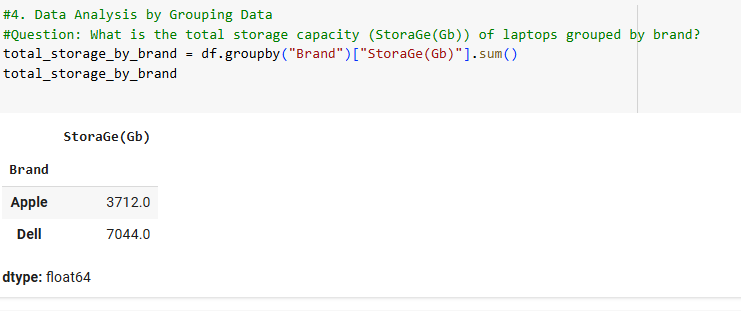 #4. Data Analysis by Grouping Data
#Question: What is the total storage capacity (StoraGe(Gb)) of laptops grouped by brand?
total_storage_by_brand = df.groupby("Brand")["StoraGe(Gb)"].sum()
total_storage_by_brand
StoraGe(Gb)
Brand
Apple 3712.0
Dell 7044.0
dtype: float64